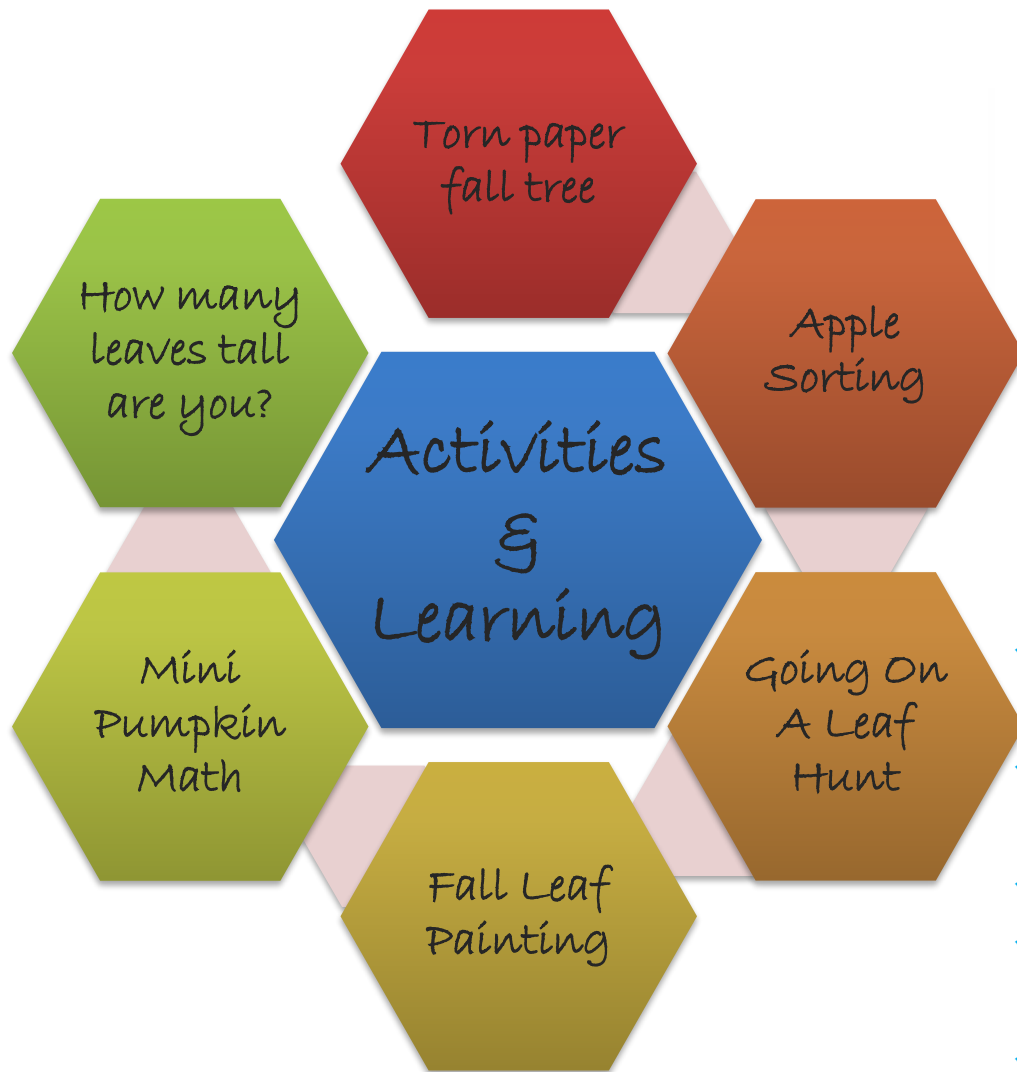 Torn paper
fall tree
Apple
Sorting
Going On
A Leaf
Hunt
Fall Leaf
Painting
Mini
Pumpkin
Math
How many
leaves tall
are you?
Activities
&
Learning